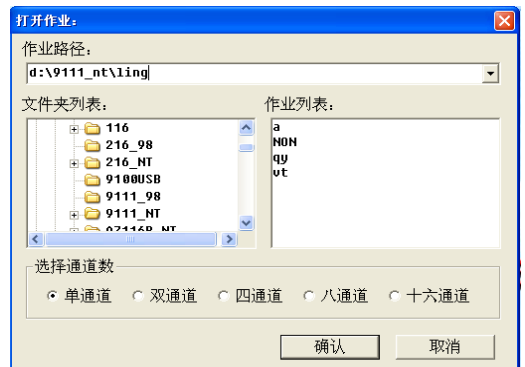 打开作业:
作业路径:
d:\9111_nt\ling
文件夹列表:
作业列表:
116
216_98
216_NT
9100USB
9111_98
9111_NT
a
NON
qy
vt
选择通道数
单通道 双通道 四通道 八通道 十六通道
确认 取消